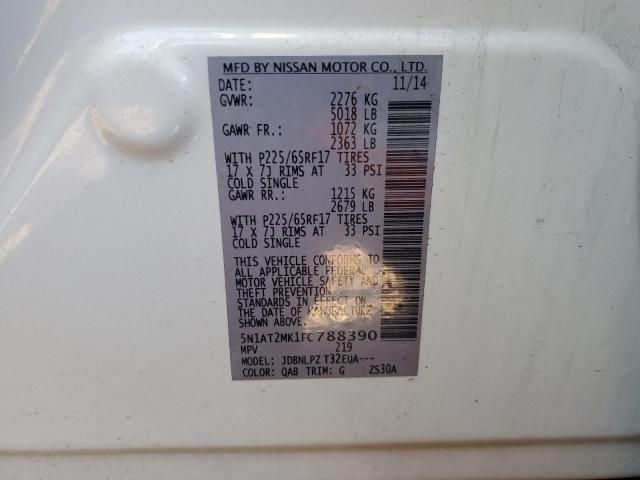 MFD BY NISSAN MOTOR CO., LTD.
DATE: 11/14
GVWR: 2276 KG
5018 LB
GAWR FR.: 1072 KG
2363 LB
WITH P225/65RF17 TIRES
17 X 7J RIMS AT 33 PSI
COLD SINGLE
GAWR RR.: 1215 KG
2679 LB
WITH P225/65RF17 TIRES
17 X 7J RIMS AT 33 PSI
COLD SINGLE
THIS VEHICLE CONFORMS TO
ALL APPLICABLE FEDERAL
MOTOR VEHICLE SAFETY AND
THEFT PREVENTION
STANDARDS IN EFFECT ON
THE DATE OF MANUFACTURE
SHOWN ABOVE.
5N1AT2MK1FC788390
MPV 219
MODEL: JDBNLPZ T32EUA---
COLOR: QAB TRIM: G ZS30A